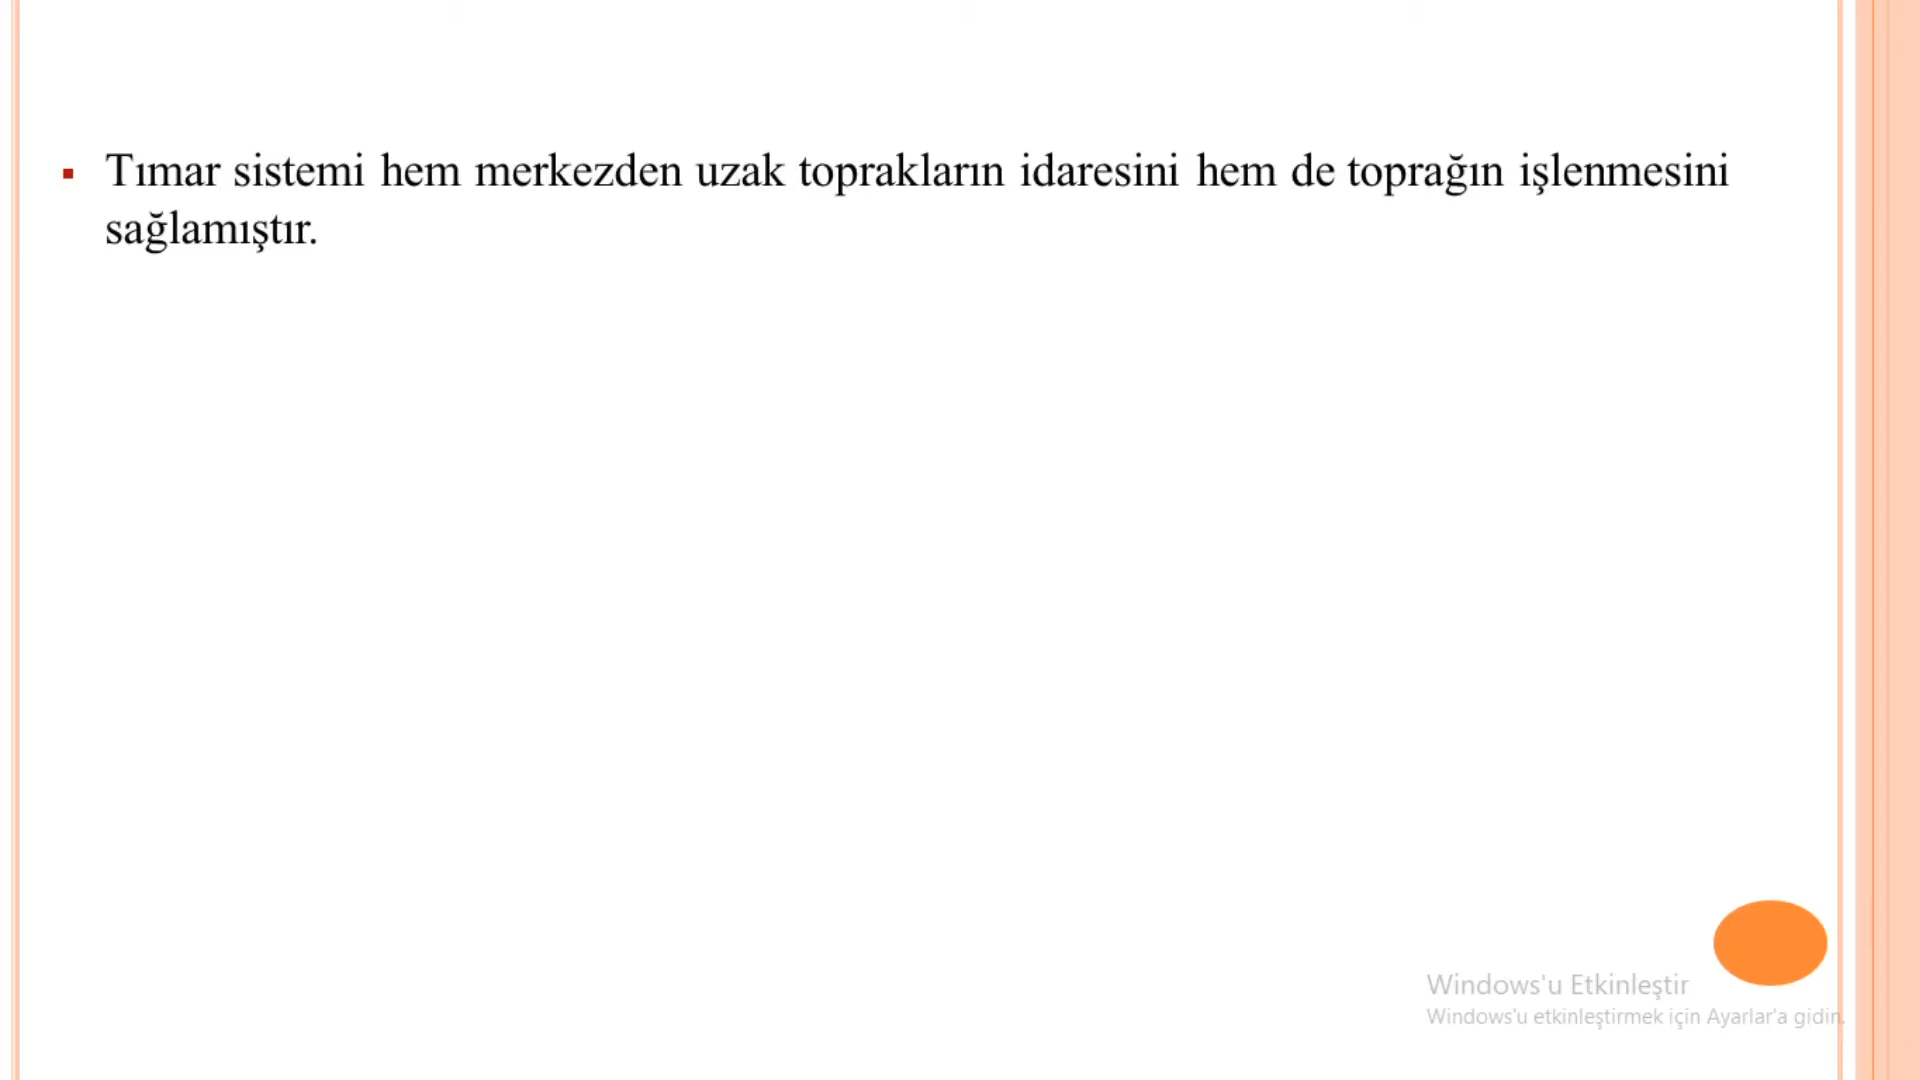 Tımar sistemi hem merkezden uzak toprakların idaresini hem de toprağın işlenmesini
sağlamıştır.
Windows'u Etkinleştir
Windows'u etkinleştirmek için Ayarlar'a gidin.